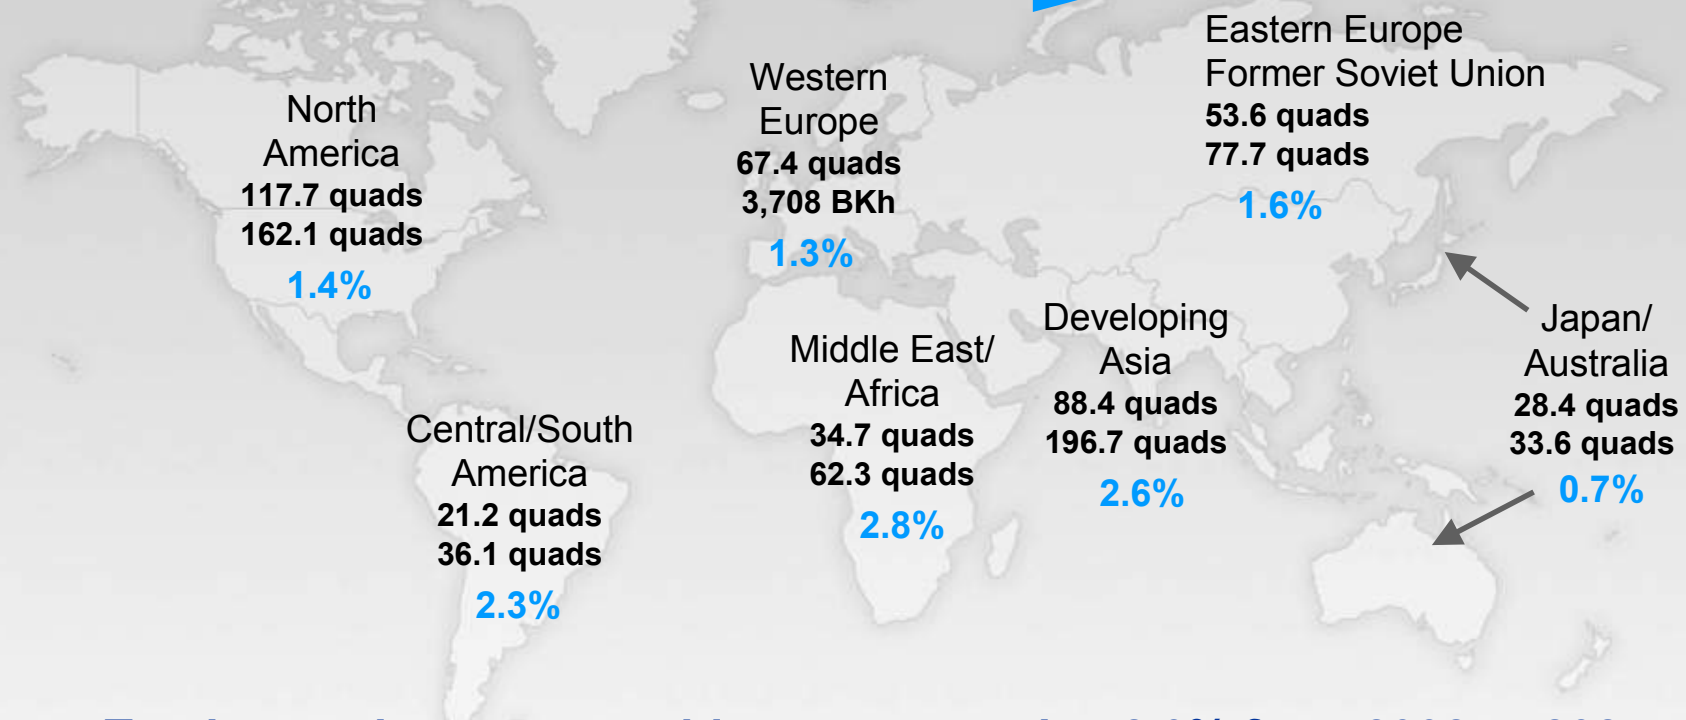 North
America
117.7 quads
162.1 quads
1.4%
Western
Europe
67.4 quads
3,708 BKh
1.3%
Eastern Europe
Former Soviet Union
53.6 quads
77.7 quads
1.6%
Central/South
America
21.2 quads
36.1 quads
2.3%
Middle East/
Africa
34.7 quads
62.3 quads
2.8%
Developing
Asia
88.4 quads
196.7 quads
2.6%
Japan/
Australia
28.4 quads
33.6 quads
0.7%